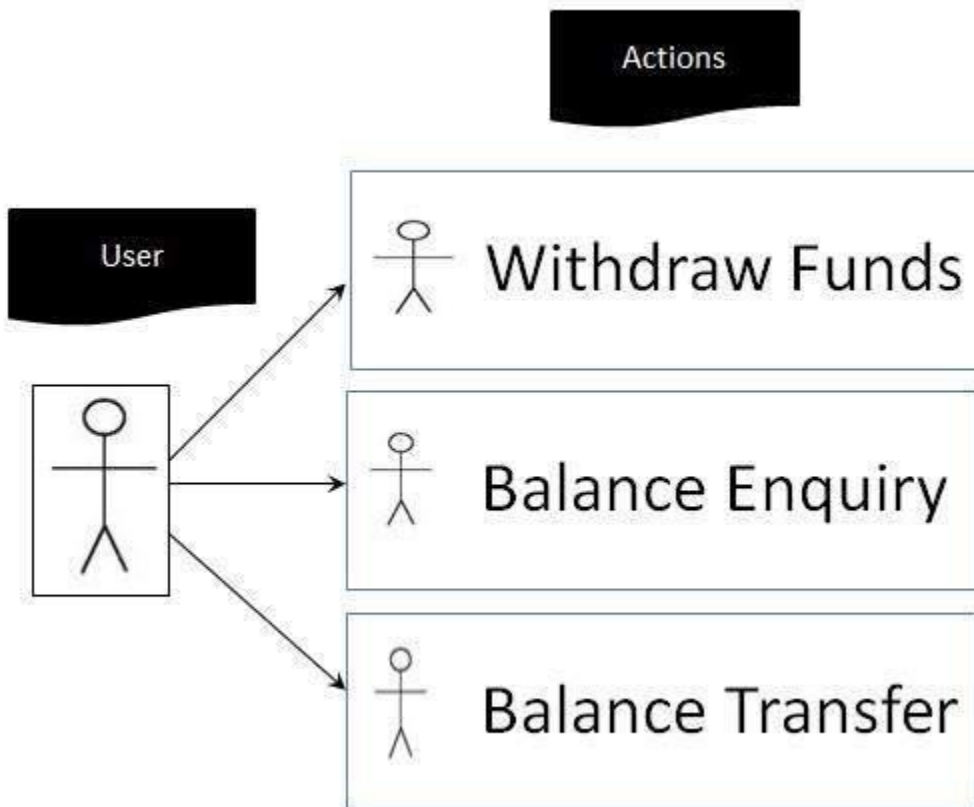 Actions
User
Withdraw Funds
Balance Enquiry
Balance Transfer